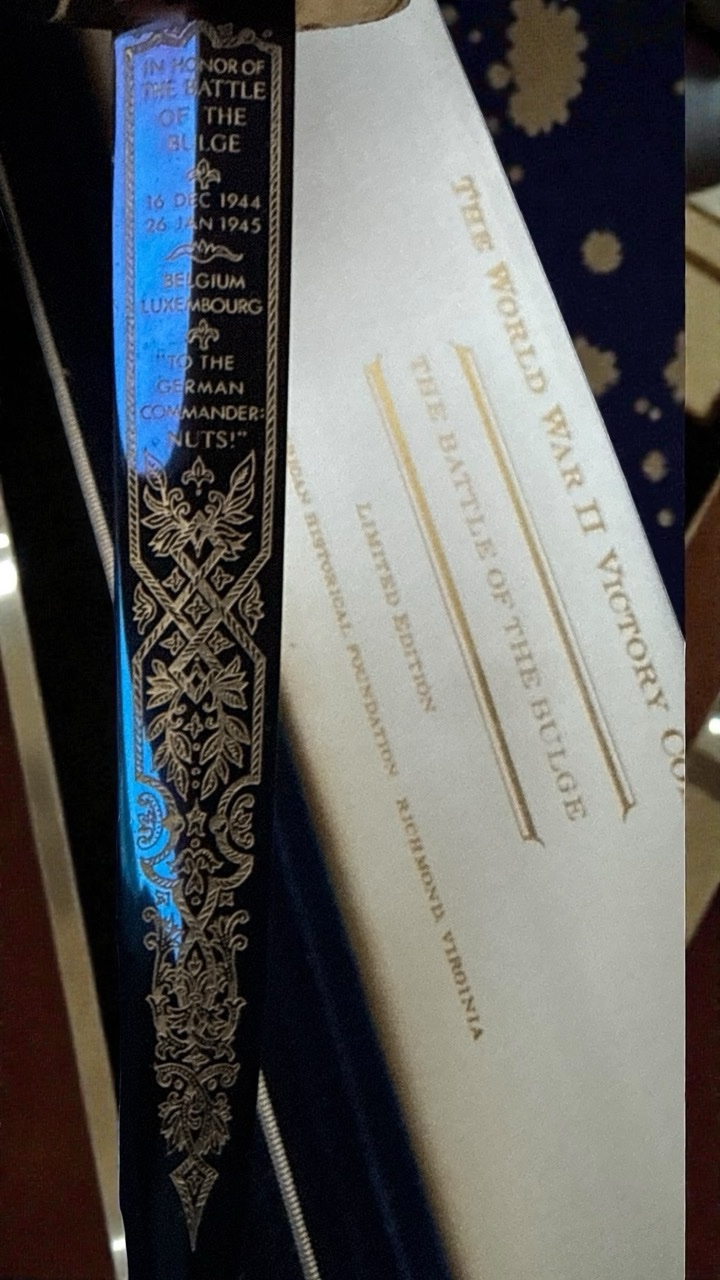 IN HONOR OF
THE BATTLE
OF THE
BULGE
16 DEC 1944
26 JAN 1945
BELGIUM
LUXEMBOURG
"TO THE
GERMAN
COMMANDER:
NUTS!"
THE WORLD WAR II VICTORY
THE BATTLE OF THE BULGE
LIMITED EDITION
HISTORICAL FOUNDATION RICHMOND, VIRGINIA